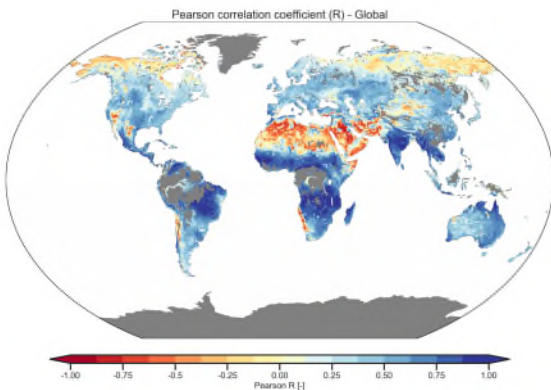 Pearson correlation coefficient (R) - Global
-1.00 -0.75 -0.5 -0.25 0.00 0.25 0.50 0.75 1.00
Pearson R [-]